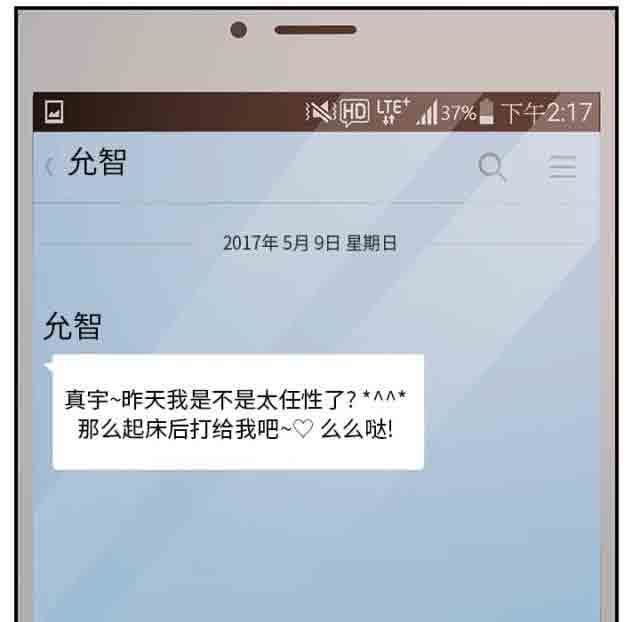 HD LTE+ 37% 下午2:17
允智
2017年 5月 9日 星期日
允智
真宇~昨天我是不是太任性了? *^^*
那么起床后打给我吧~♡ 么么哒!